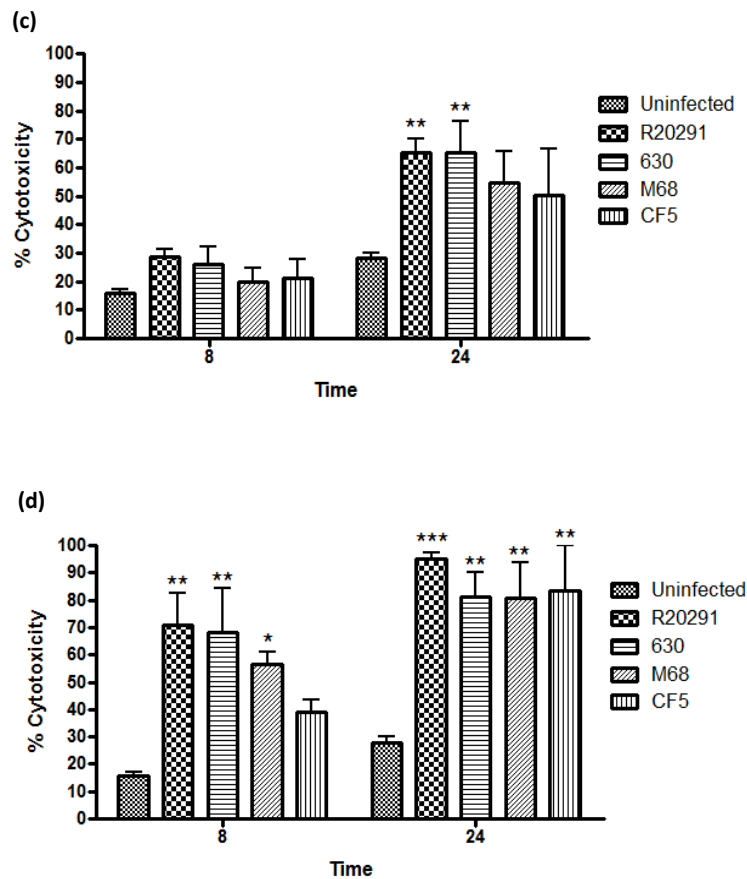 (c)
100
90
80
70
60
50
40
30
20
10
0
% Cytotoxicity
** **
8 24
Time
Uninfected
R20291
630
M68
CF5
(d)
100
90
80
70
60
50
40
30
20
10
0
% Cytotoxicity
** ** * *** ** ** **
8 24
Time
Uninfected
R20291
630
M68
CF5